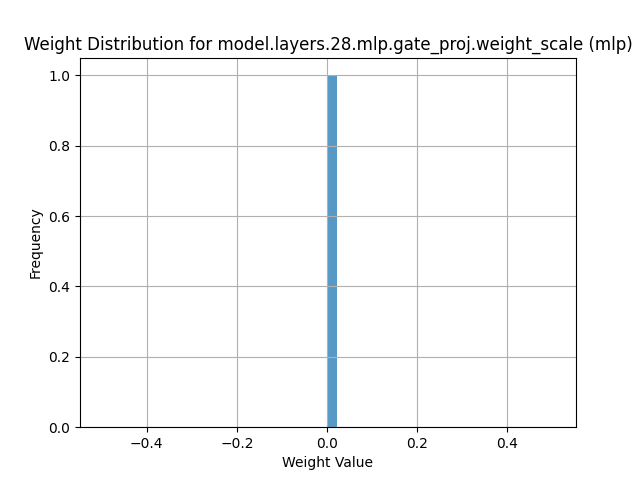 Weight Distribution for model.layers.28.mlp.gate_proj.weight_scale (mlp)
1.0
0.8
0.6
0.4
0.2
0.0
Frequency
−0.4 −0.2 0.0 0.2 0.4
Weight Value